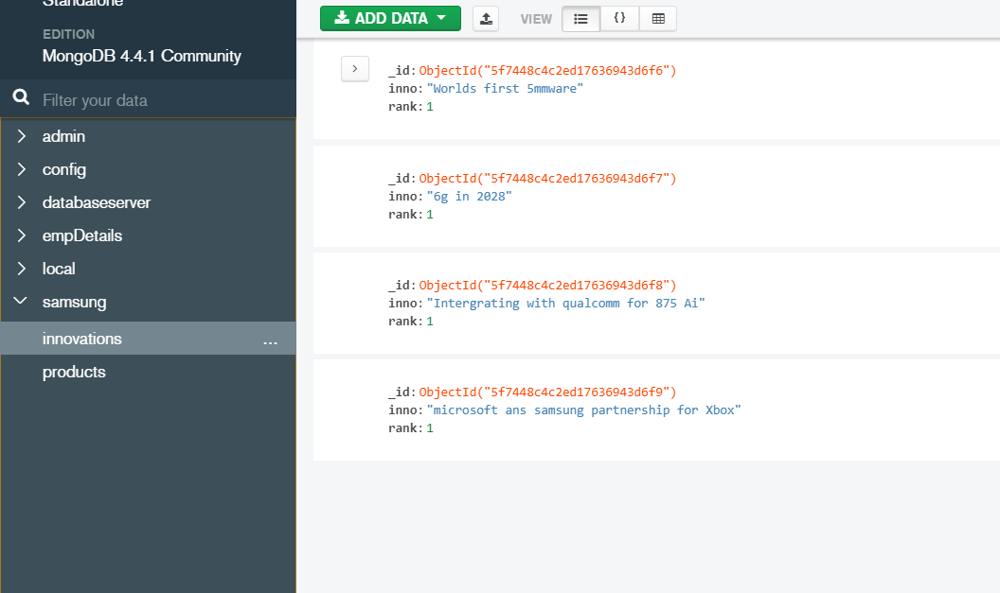 Standalone
EDITION
MongoDB 4.4.1 Community
Filter your data
admin
config
databaseserver
empDetails
local
samsung
innovations
...
products
ADD DATA
VIEW
{}
_id: ObjectId("5f7448c4c2ed17636943d6f6")
inno: "Worlds first 5mmware"
rank: 1
_id: ObjectId("5f7448c4c2ed17636943d6f7")
inno: "6g in 2028"
rank: 1
_id: ObjectId("5f7448c4c2ed17636943d6f8")
inno: "Intergrating with qualcomm for 875 Ai"
rank: 1
_id: ObjectId("5f7448c4c2ed17636943d6f9")
inno: "microsoft ans samsung partnership for Xbox"
rank: 1